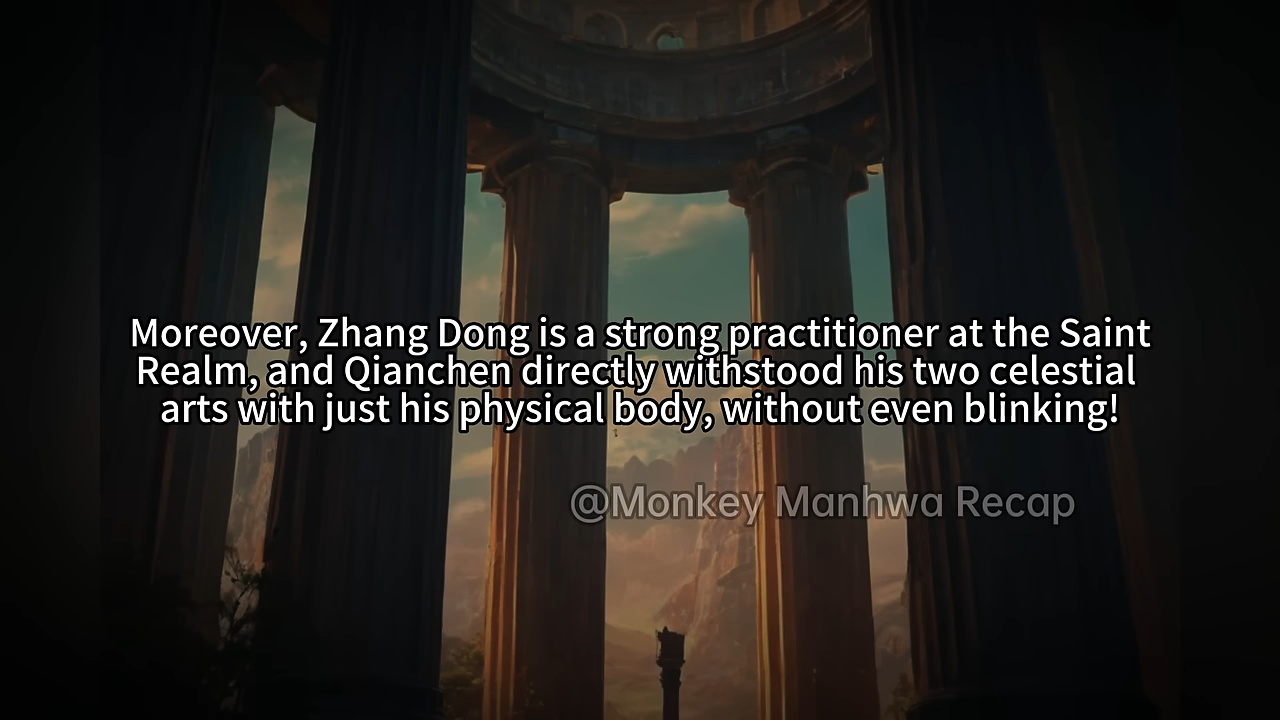 Moreover, Zhang Dong is a strong practitioner at the Saint
Realm, and Qianchen directly withstood his two celestial
arts with just his physical body, without even blinking!
@Monkey Manhwa Recap